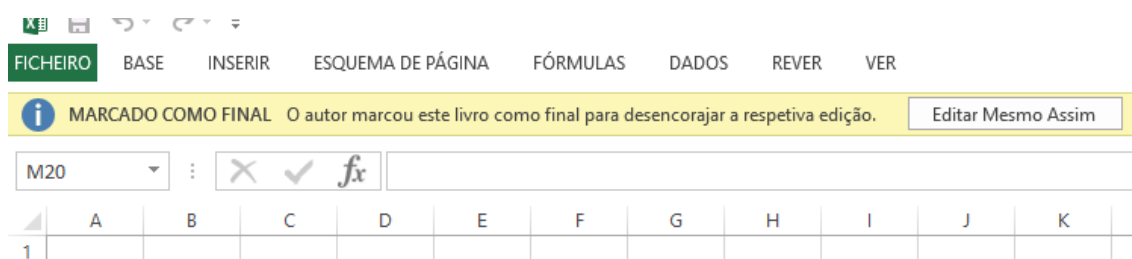 FICHEIRO BASE INSERIR ESQUEMA DE PÁGINA FÓRMULAS DADOS REVER VER
MARCADO COMO FINAL O autor marcou este livro como final para desencorajar a respetiva edição. Editar Mesmo Assim
M20 fx
A B C D E F G H I J K
1